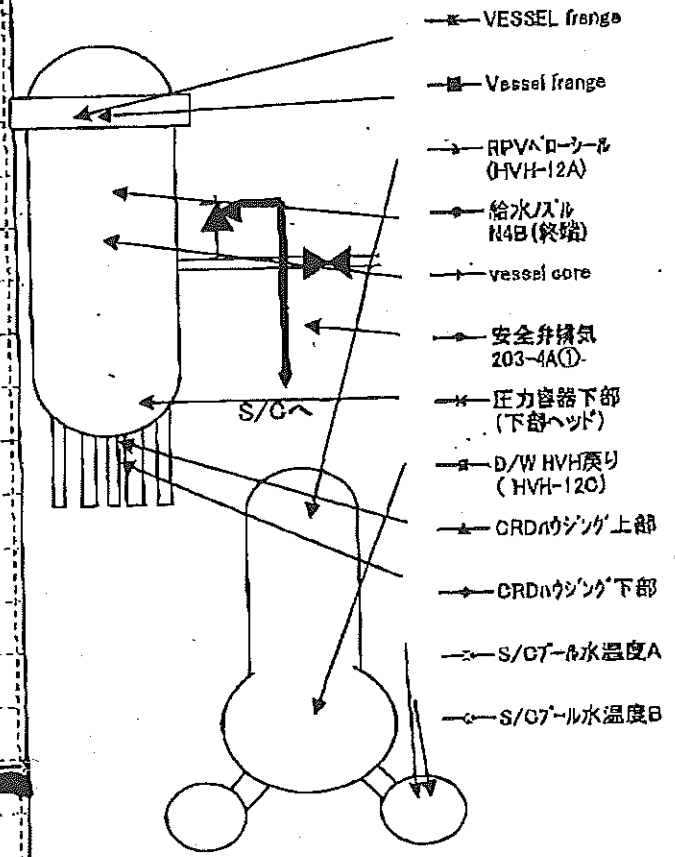 VESSEL frange
Vessel frange
RPVベローシール
(HVH-12A)
給水ノズル
N4B(終端)
vessel core
安全弁排気
203-4A①
圧力容器下部
(下部ヘッド)
D/W HVH戻り
(HVH-12C)
CRDハウジング上部
CRDハウジング下部
S/Cプール水温度A
S/Cプール水温度B
S/Cへ